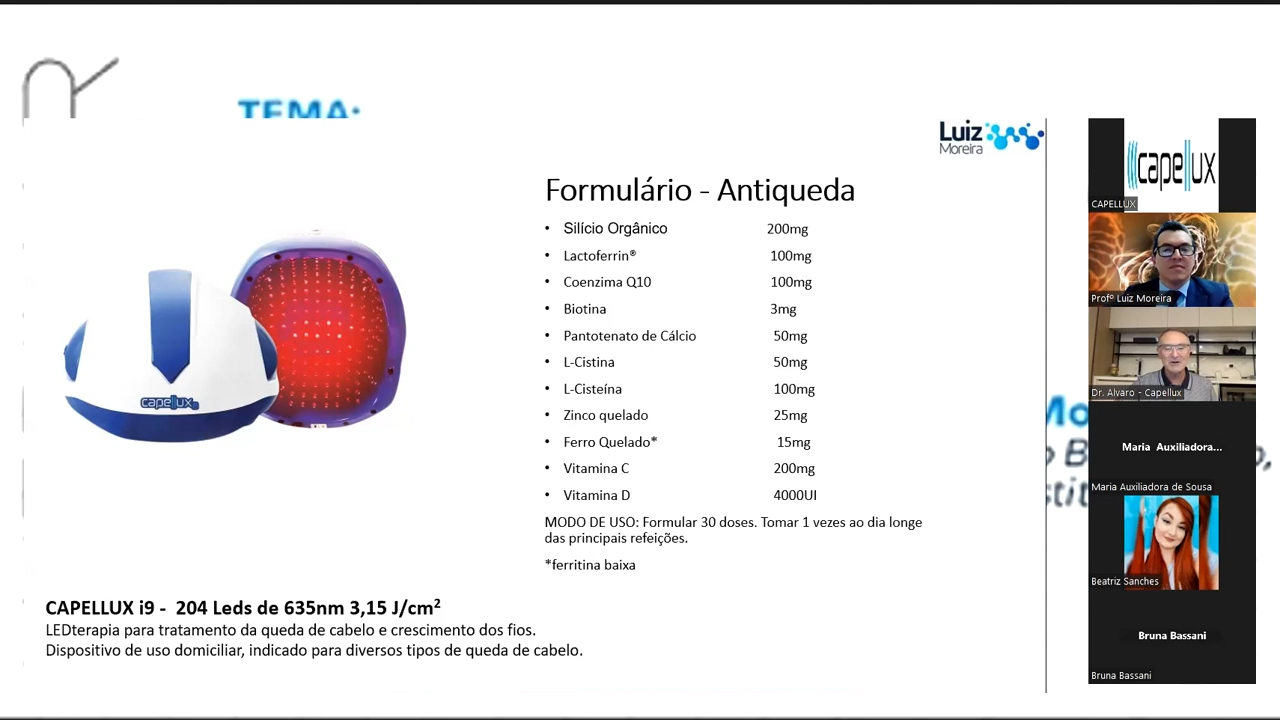 TEMA:
Luiz
Moreira
Formulário - Antiqueda
• Silício Orgânico 200mg
• Lactoferrin® 100mg
• Coenzima Q10 100mg
• Biotina 3mg
• Pantotenato de Cálcio 50mg
• L-Cistina 50mg
• L-Cisteína 100mg
• Zinco quelado 25mg
• Ferro Quelado* 15mg
• Vitamina C 200mg
• Vitamina D 4000UI
MODO DE USO: Formular 30 doses. Tomar 1 vezes ao dia longe
das principais refeições.
*ferritina baixa
capellux
CAPELLUX i9 - 204 Leds de 635nm 3,15 J/cm²
LEDterapia para tratamento da queda de cabelo e crescimento dos fios.
Dispositivo de uso domiciliar, indicado para diversos tipos de queda de cabelo.
capellux
CAPELLUX
Profº Luiz Moreira
Dr. Alvaro - Capellux
Maria Auxiliadora...
Maria Auxiliadora de Sousa
Beatriz Sanches
Bruna Bassani
Bruna Bassani